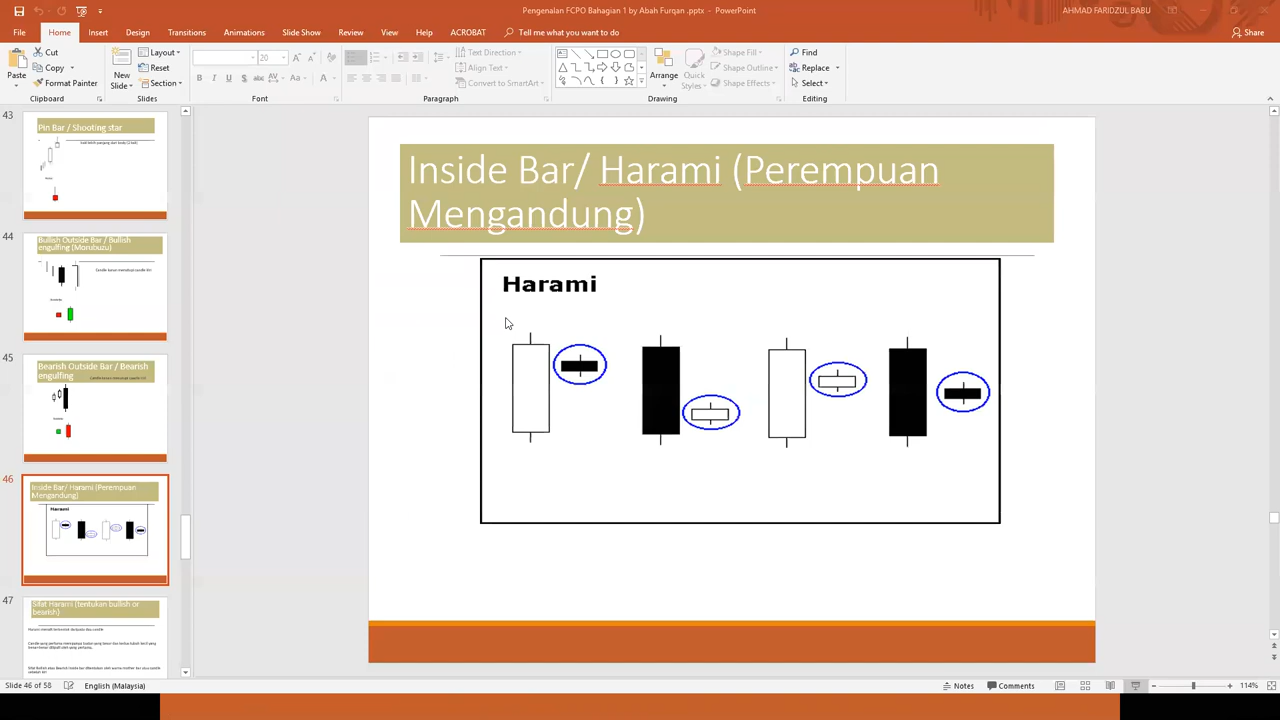 Pengenalan FCPO Bahagian 1 by Abah Furqan .pptx - PowerPoint
AHMAD FARIDZUL BABU
File Home Insert Design Transitions Animations Slide Show Review View Help ACROBAT Tell me what you want to do Share
Paste
Cut
Copy
Format Painter
Clipboard
New Slide
Layout
Reset
Section
Slides
20
Font
Text Direction
Align Text
Convert to SmartArt
Paragraph
Arrange
Quick Styles
Shape Fill
Shape Outline
Shape Effects
Drawing
Find
Replace
Select
Editing
43
Pin Bar / Shooting star
44
Bullish Outside Bar / Bullish
engulfing (Morubuzu)
45
Bearish Outside Bar / Bearish
engulfing
46
Inside Bar/ Harami (Perempuan
Mengandung)
Harami
47
Sifat Harami (tentukan bullish or
bearish)
Inside Bar/ Harami (Perempuan
Mengandung)
Harami
Slide 46 of 58 English (Malaysia) Notes Comments 114%